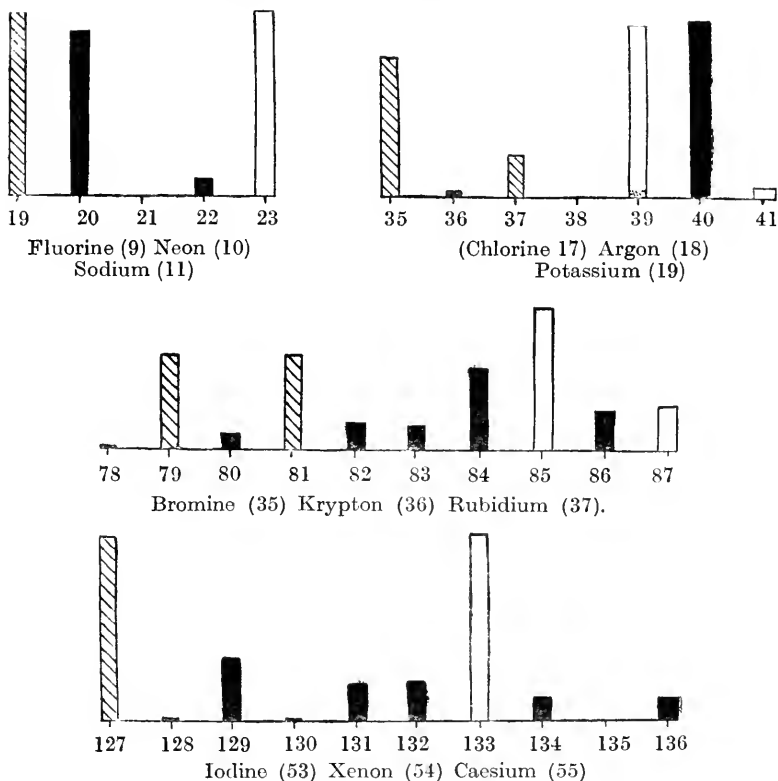 19 20 21 22 23
Fluorine (9) Neon (10)
Sodium (11)
35 36 37 38 39 40 41
(Chlorine 17) Argon (18)
Potassium (19)
78 79 80 81 82 83 84 85 86 87
Bromine (35) Krypton (36) Rubidium (37).
127 128 129 130 131 132 133 134 135 136
Iodine (53) Xenon (54) Caesium (55)